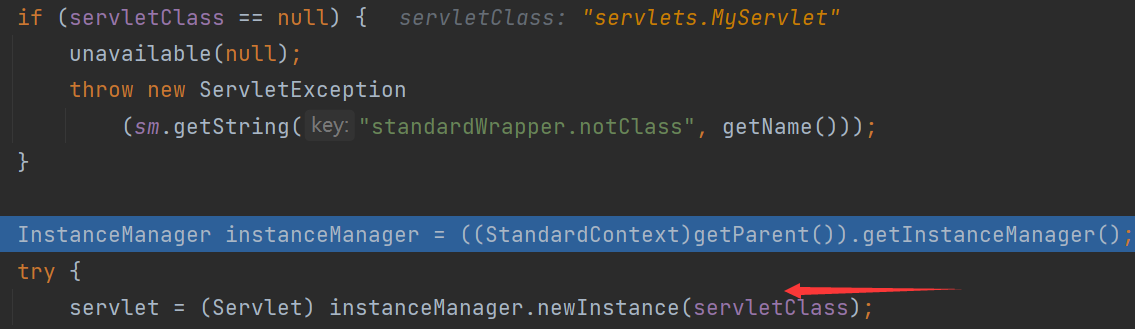 if (servletClass == null) {   servletClass: "servlets.MyServlet"
    unavailable(null);
    throw new ServletException
        (sm.getString( key: "standardWrapper.notClass", getName()));
}
InstanceManager instanceManager = ((StandardContext)getParent()).getInstanceManager();
try {
    servlet = (Servlet) instanceManager.newInstance(servletClass);